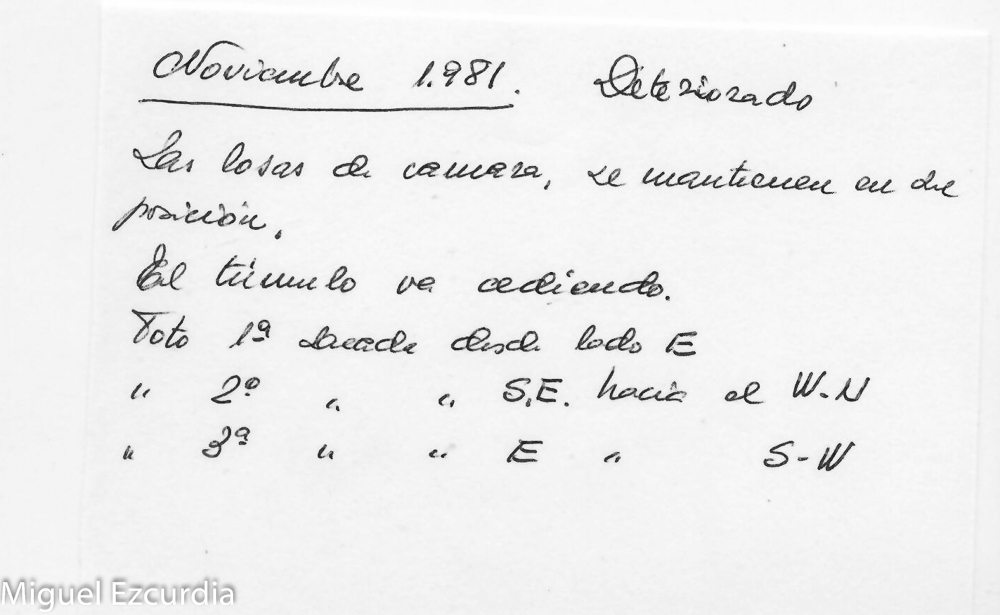 Noviembre 1.981. Deteriorado
Las losas de camara, se mantienen en su
posición.
El túmulo va cediendo.
Foto 1ª sacada desde lado E
" 2º " " S.E. hacia el W-N
" 3ª " " E " S-W
Miguel Ezcurdia